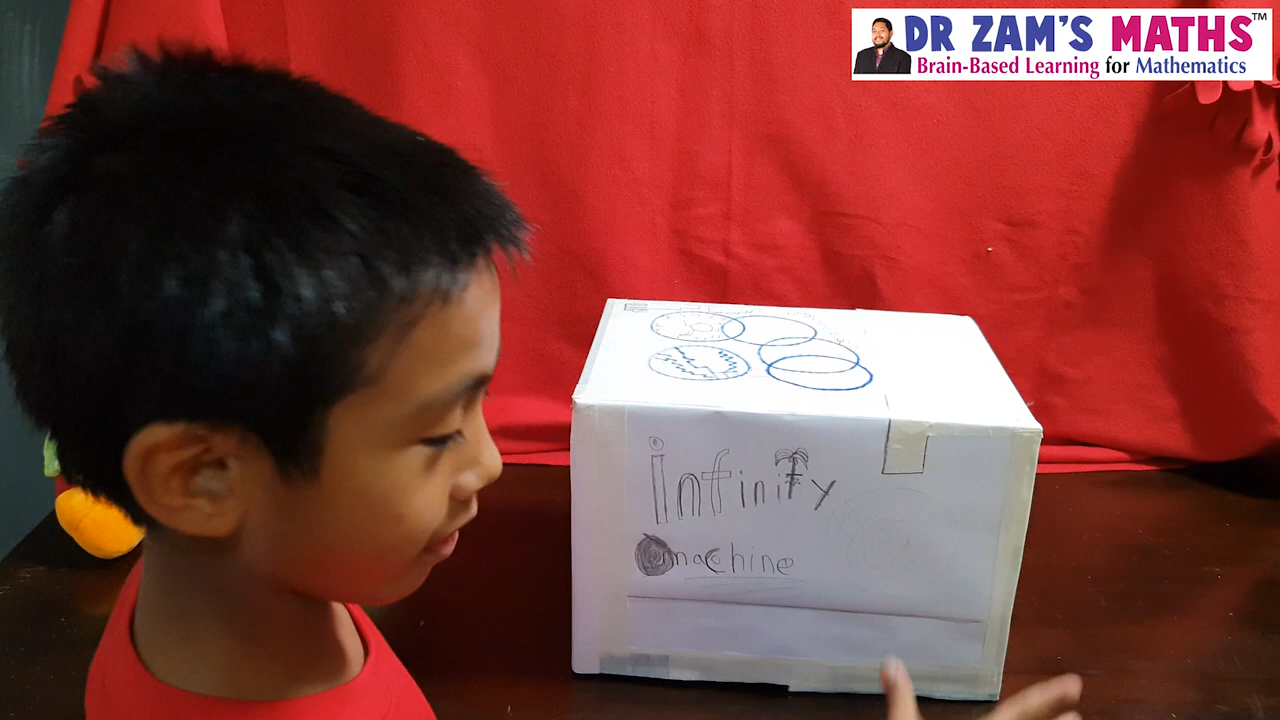 DR ZAM'S MATHS™
Brain-Based Learning for Mathematics
Infinity
machine